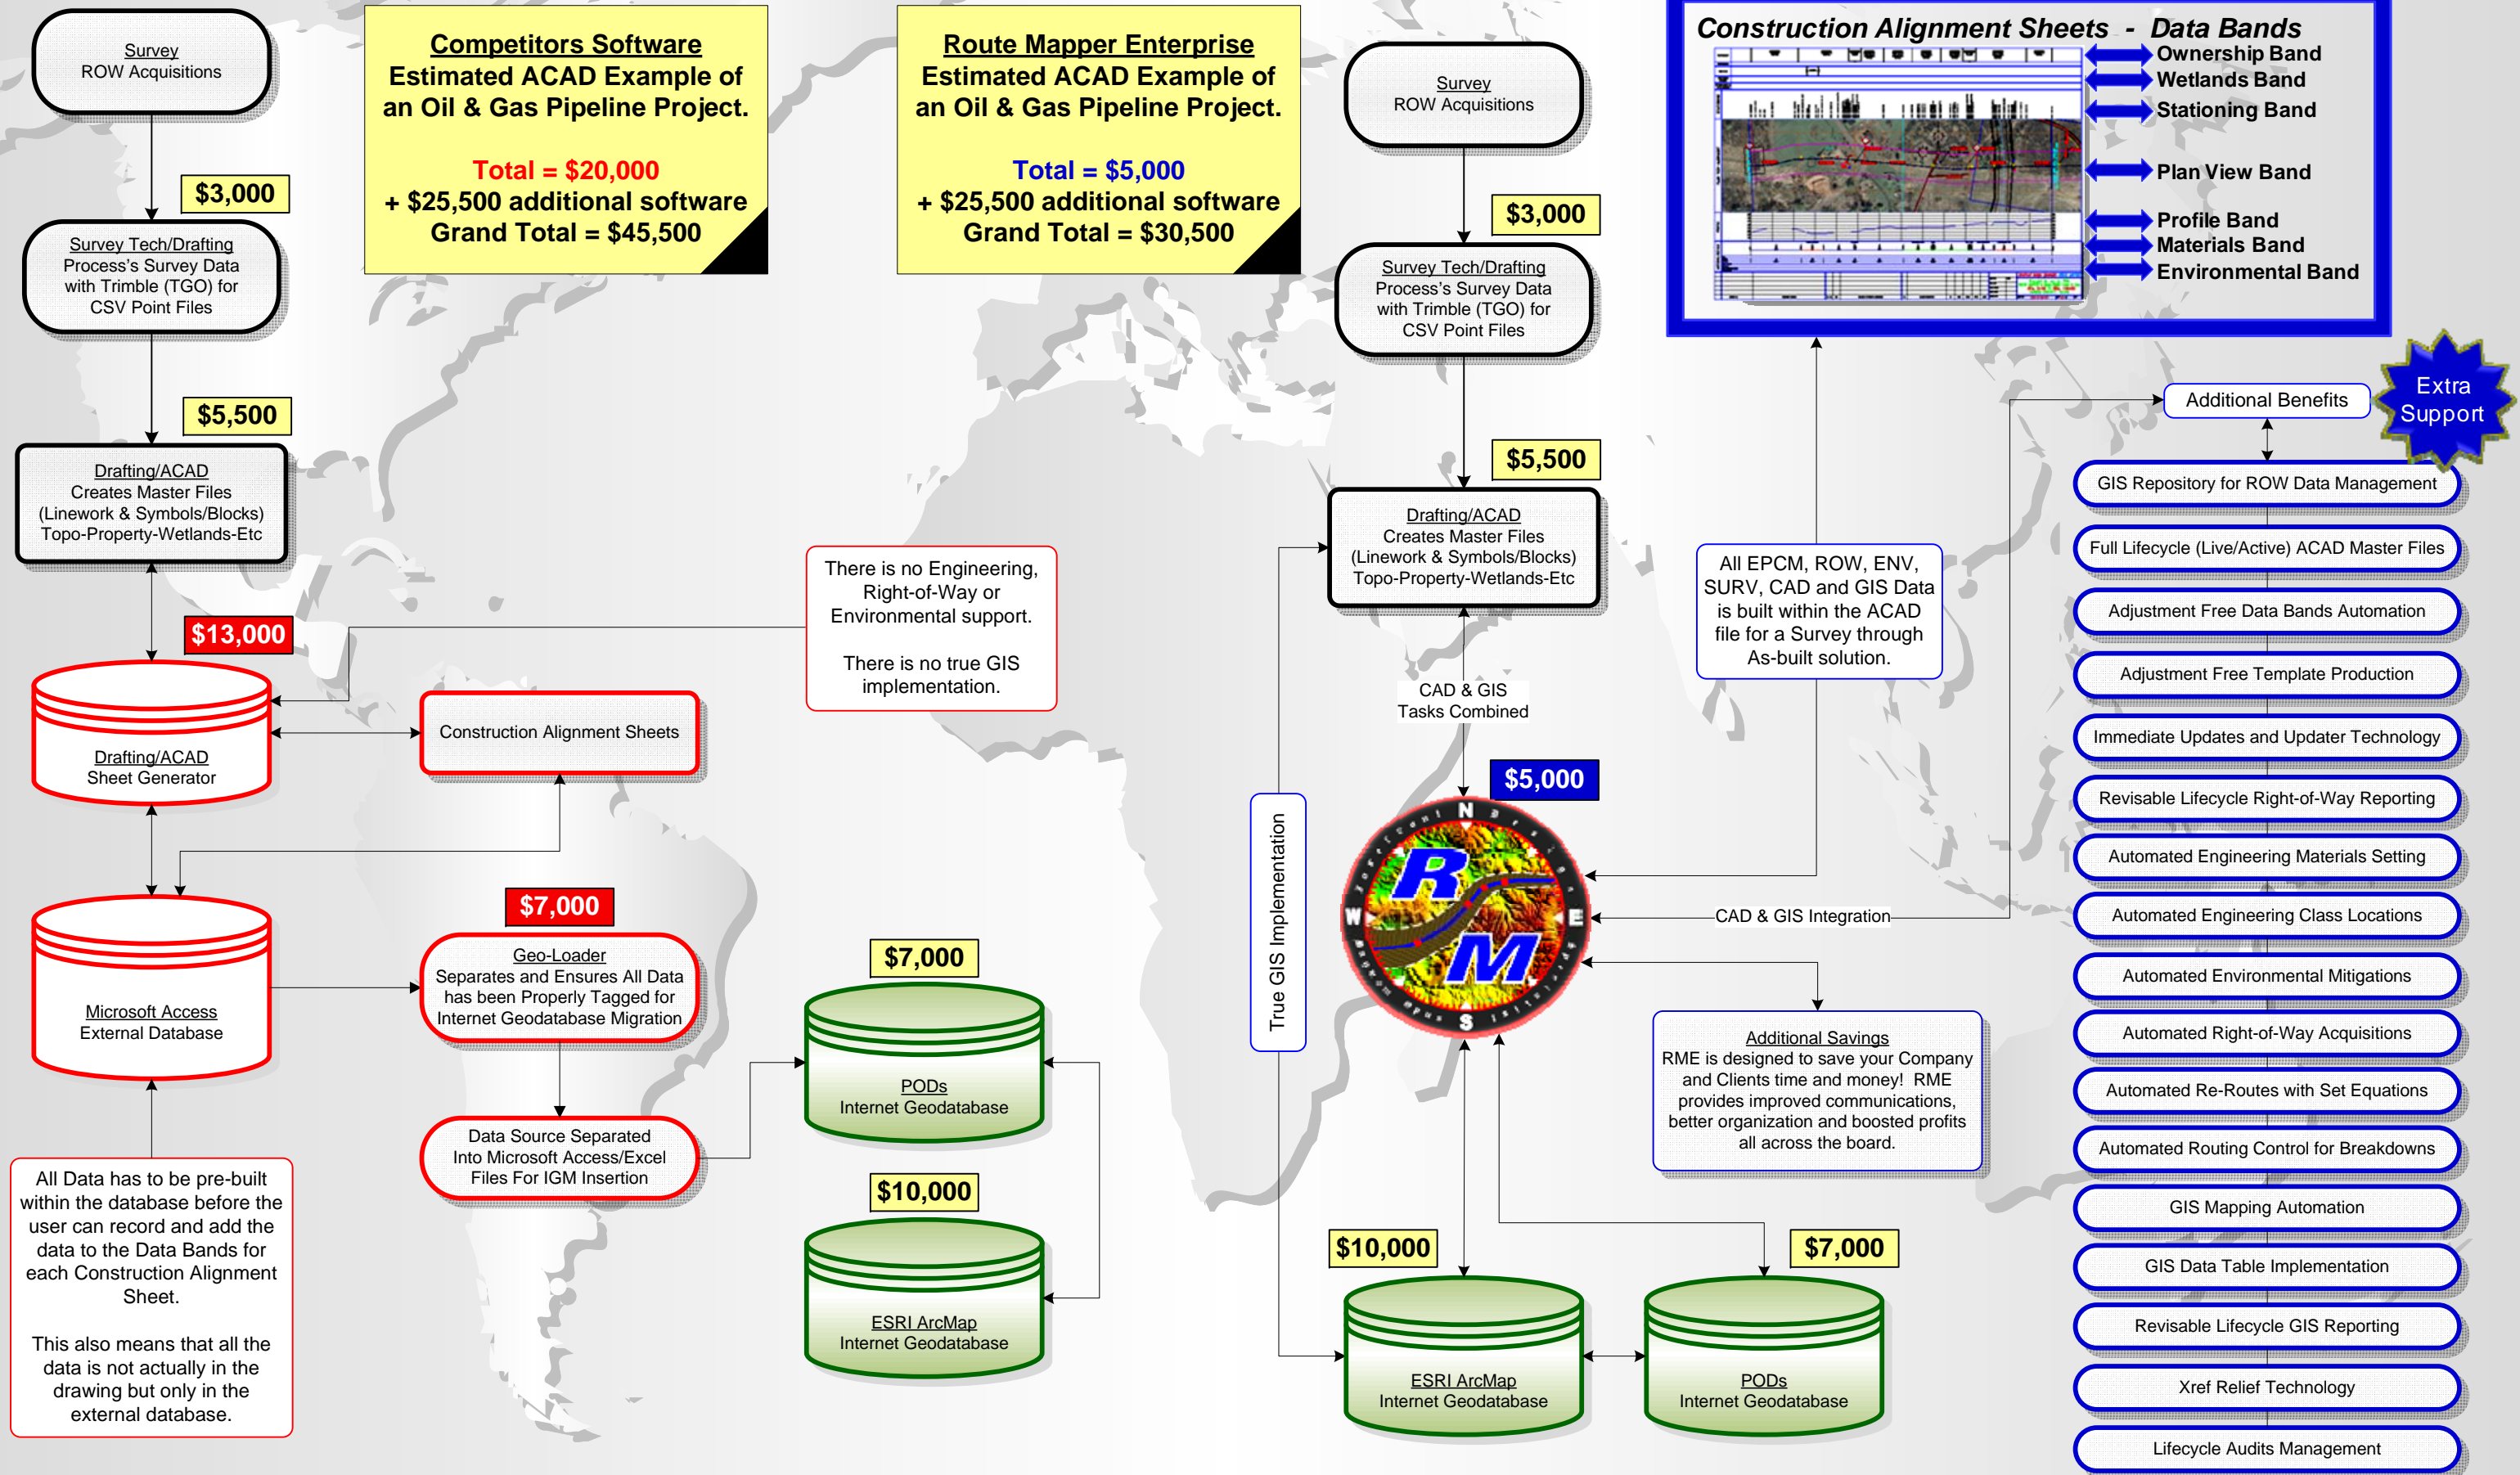 Survey
ROW Acquisitions
$3,000
Survey Tech/Drafting
Process's Survey Data
with Trimble (TGO) for
CSV Point Files
$5,500
Drafting/ACAD
Creates Master Files
(Linework & Symbols/Blocks)
Topo-Property-Wetlands-Etc
$13,000
Drafting/ACAD
Sheet Generator
Microsoft Access
External Database
All Data has to be pre-built
within the database before the
user can record and add the
data to the Data Bands for
each Construction Alignment
Sheet.
This also means that all the
data is not actually in the
drawing but only in the
external database.
Competitors Software
Estimated ACAD Example of
an Oil & Gas Pipeline Project.
Total = $20,000
+ $25,500 additional software
Grand Total = $45,500
There is no Engineering,
Right-of-Way or
Environmental support.
There is no true GIS
implementation.
Construction Alignment Sheets
$7,000
Geo-Loader
Separates and Ensures All Data
has been Properly Tagged for
Internet Geodatabase Migration
Data Source Separated
Into Microsoft Access/Excel
Files For IGM Insertion
$7,000
PODs
Internet Geodatabase
$10,000
ESRI ArcMap
Internet Geodatabase
Route Mapper Enterprise
Estimated ACAD Example of
an Oil & Gas Pipeline Project.
Total = $5,000
+ $25,500 additional software
Grand Total = $30,500
Survey
ROW Acquisitions
$3,000
Survey Tech/Drafting
Process's Survey Data
with Trimble (TGO) for
CSV Point Files
$5,500
Drafting/ACAD
Creates Master Files
(Linework & Symbols/Blocks)
Topo-Property-Wetlands-Etc
CAD & GIS
Tasks Combined
$5,000
True GIS Implementation
N
W
E
S
R
M
CAD & GIS Integration
$10,000
ESRI ArcMap
Internet Geodatabase
$7,000
PODs
Internet Geodatabase
Additional Savings
RME is designed to save your Company
and Clients time and money! RME
provides improved communications,
better organization and boosted profits
all across the board.
All EPCM, ROW, ENV,
SURV, CAD and GIS Data
is built within the ACAD
file for a Survey through
As-built solution.
Construction Alignment Sheets - Data Bands
Ownership Band
Wetlands Band
Stationing Band
Plan View Band
Profile Band
Materials Band
Environmental Band
Additional Benefits
Extra
Support
GIS Repository for ROW Data Management
Full Lifecycle (Live/Active) ACAD Master Files
Adjustment Free Data Bands Automation
Adjustment Free Template Production
Immediate Updates and Updater Technology
Revisable Lifecycle Right-of-Way Reporting
Automated Engineering Materials Setting
Automated Engineering Class Locations
Automated Environmental Mitigations
Automated Right-of-Way Acquisitions
Automated Re-Routes with Set Equations
Automated Routing Control for Breakdowns
GIS Mapping Automation
GIS Data Table Implementation
Revisable Lifecycle GIS Reporting
Xref Relief Technology
Lifecycle Audits Management